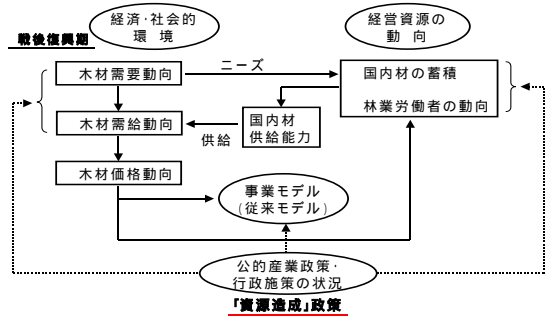 経済･社会的
環　境
経営資源の
動　向
戦後復興期
ニーズ
木材需要動向
国内材の蓄積
林業労働者の動向
木材需給動向
供給
国内材
供給能力
木材価格動向
事業モデル
(従来モデル)
公的産業政策･
行政施策の状況
｢資源造成｣政策